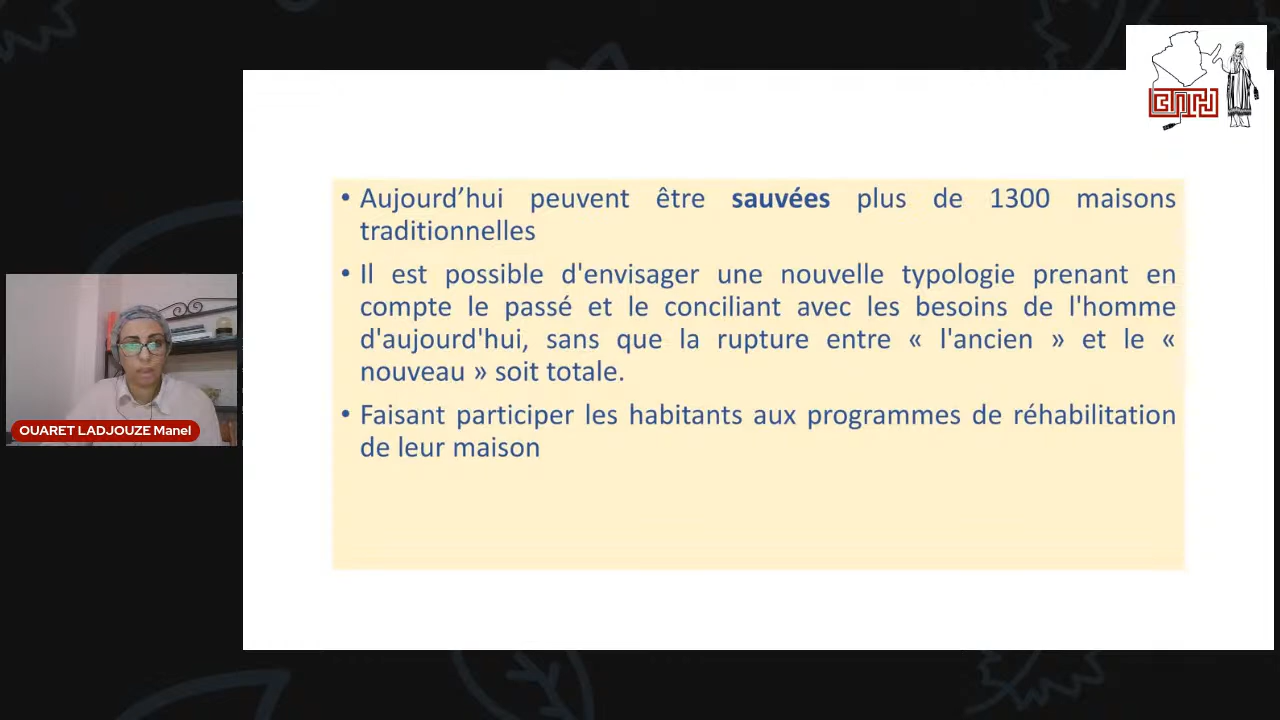 • Aujourd’hui peuvent être sauvées plus de 1300 maisons
traditionnelles
• Il est possible d'envisager une nouvelle typologie prenant en
compte le passé et le conciliant avec les besoins de l'homme
d'aujourd'hui, sans que la rupture entre « l'ancien » et le «
nouveau » soit totale.
• Faisant participer les habitants aux programmes de réhabilitation
de leur maison
OUARET LADJOUZE Manel